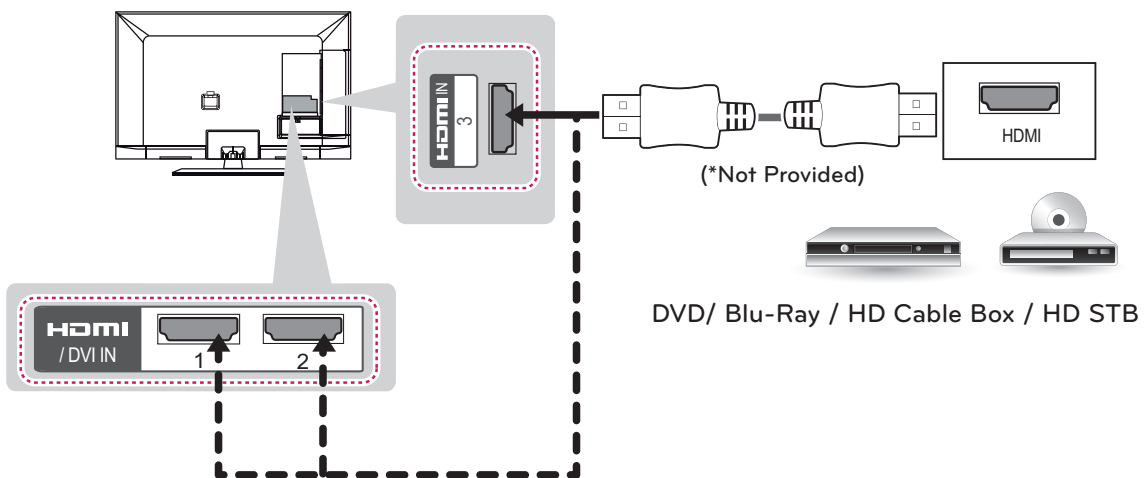 HDMI IN
3
HDMI
(*Not Provided)
DVD/ Blu-Ray / HD Cable Box / HD STB
HDMI
/ DVI IN
1
2